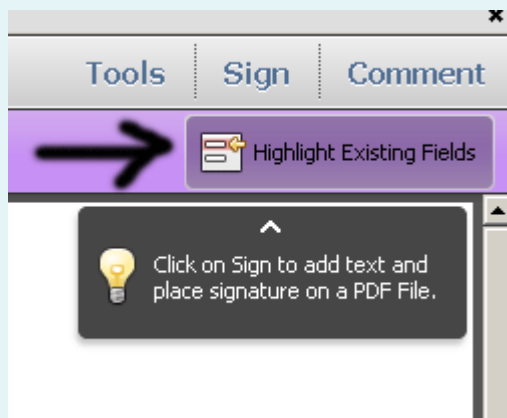 Tools Sign Comment
Highlight Existing Fields
Click on Sign to add text and
place signature on a PDF File.